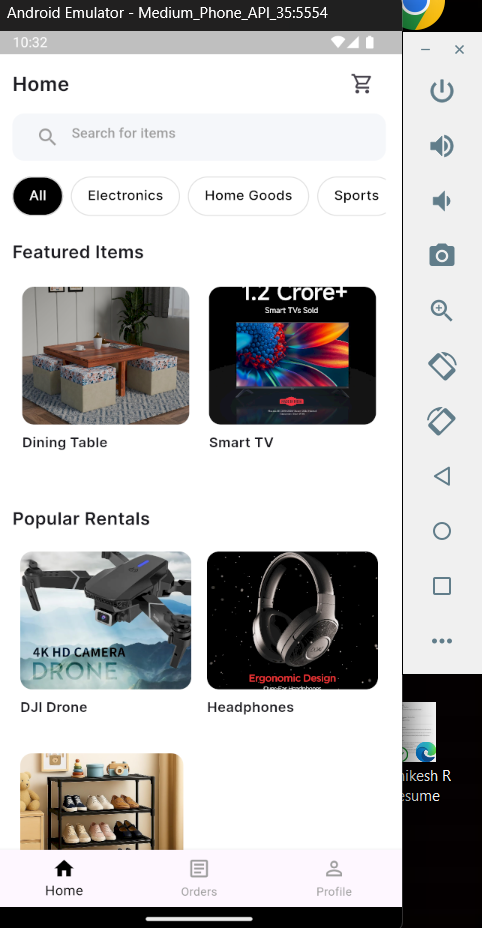 Android Emulator - Medium_Phone_API_35:5554
10:32
Home
Search for items
All Electronics Home Goods Sports
Featured Items
1.2 Crore+
Smart TVs Sold
Dining Table Smart TV
Popular Rentals
4K HD CAMERA
DRONE
Ergonomic Design
Over-Ear Headphones
DJI Drone Headphones
Home Orders Profile
nikesh R
esume